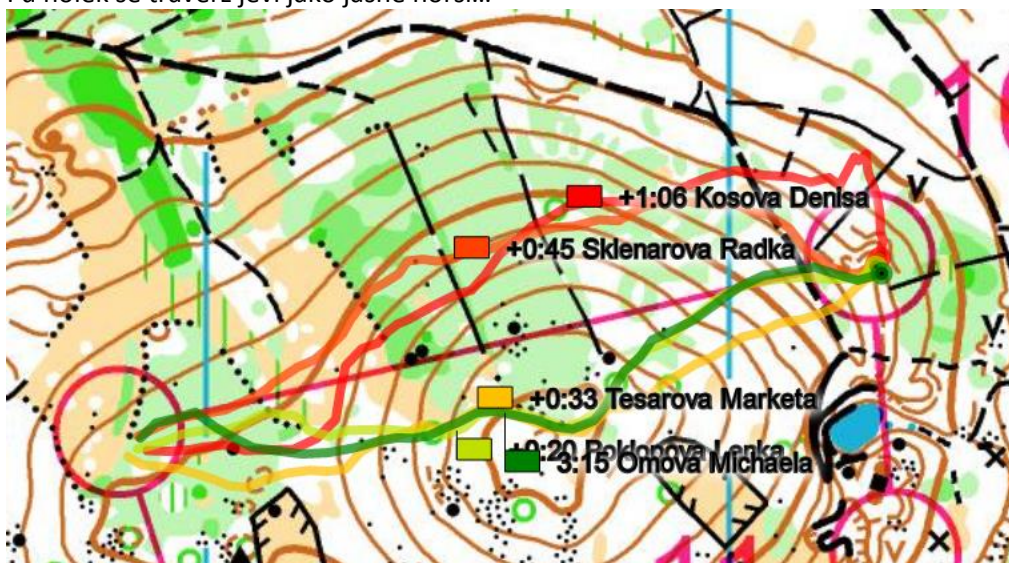 +1:06 Kosova Denisa
+0:45 Sklenarova Radka
+0:33 Tesarova Marketa
+0:20 Poklopova Lenka
3:15 Omova Michaela